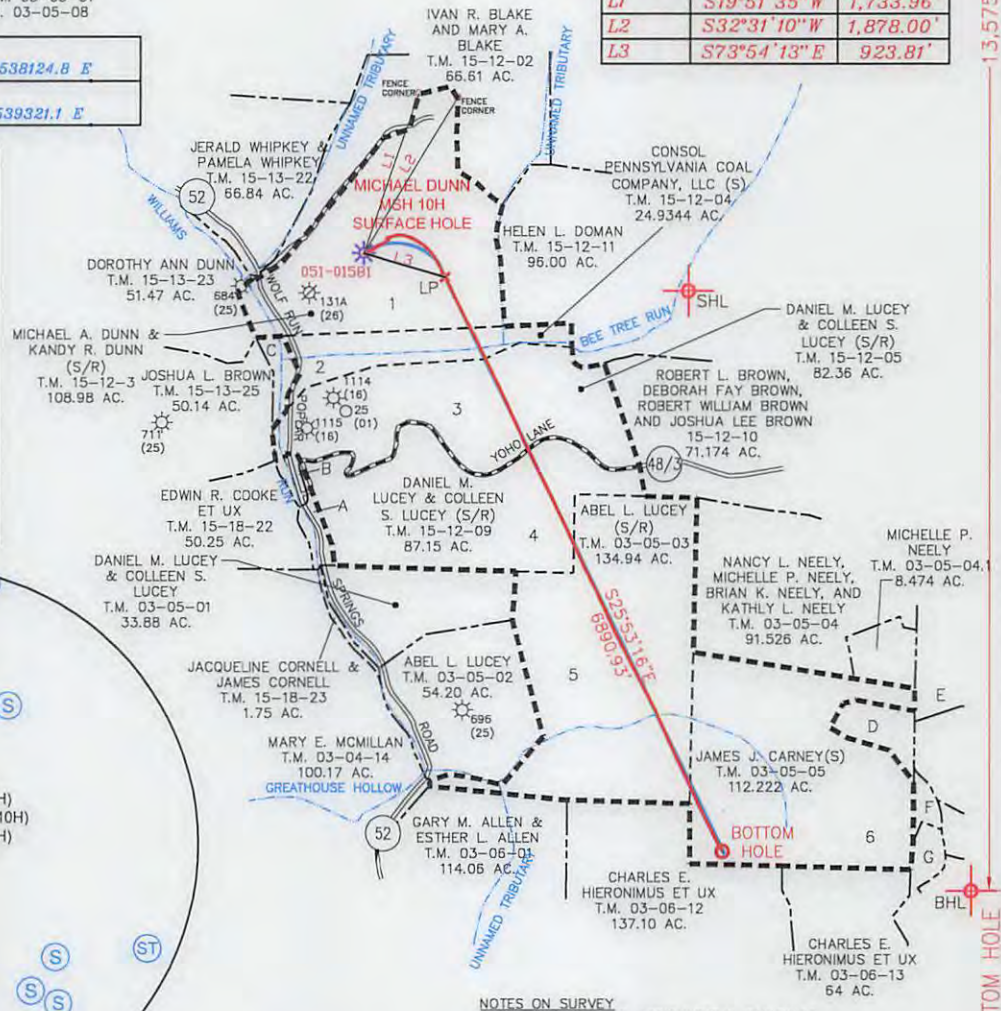 T.M. 03-05-08
538124.8 E
539321.1 E
L1 S19°51'35"W 1,733.96'
L2 S32°31'10"W 1,878.00'
L3 S73°54'13"E 923.81'
IVAN R. BLAKE
AND MARY A.
BLAKE
T.M. 15-12-02
66.61 AC.
FENCE
CORNER
FENCE
CORNER
UNNAMED TRIBUTARY
UNNAMED TRIBUTARY
JERALD WHIPKEY &
PAMELA WHIPKEY
T.M. 15-13-22
66.84 AC.
52
WILLIAMS
RUN
L1
L2
L3
MICHAEL DUNN
MSH 10H
SURFACE HOLE
051-01581
LP
CONSOL
PENNSYLVANIA COAL
COMPANY, LLC (S)
T.M. 15-12-04
24.9344 AC.
HELEN L. DOMAN
T.M. 15-12-11
96.00 AC.
SHL
BEE TREE RUN
DOROTHY ANN DUNN
T.M. 15-13-23
51.47 AC.
684
(25)
WOLF RUN
131A
(26)
1
DANIEL M. LUCEY
& COLLEEN S.
LUCEY (S/R)
T.M. 15-12-05
82.36 AC.
MICHAEL A. DUNN &
KANDY R. DUNN
(S/R)
T.M. 15-12-3
108.98 AC.
C
2
JOSHUA L. BROWN
T.M. 15-13-25
50.14 AC.
711
(25)
1114
(16)
25
(01)
1115
(16)
3
ROBERT L. BROWN,
DEBORAH FAY BROWN,
ROBERT WILLIAM BROWN
AND JOSHUA LEE BROWN
15-12-10
71.174 AC.
POPLAR
YOHO LANE
48/3
B
A
EDWIN R. COOKE
ET UX
T.M. 15-18-22
50.25 AC.
DANIEL M.
LUCEY & COLLEEN
S. LUCEY (S/R)
T.M. 15-12-09
87.15 AC.
4
ABEL L. LUCEY
(S/R)
T.M. 03-05-03
134.94 AC.
DANIEL M. LUCEY
& COLLEEN S.
LUCEY
T.M. 03-05-01
33.88 AC.
SPRINGS
NANCY L. NEELY,
MICHELLE P. NEELY,
BRIAN K. NEELY, AND
KATHLY L. NEELY
T.M. 03-05-04
91.526 AC.
MICHELLE P.
NEELY
T.M. 03-05-04.1
8.474 AC.
S25°53'16"E
6890.93'
JACQUELINE CORNELL &
JAMES CORNELL
T.M. 15-18-23
1.75 AC.
ABEL L. LUCEY
T.M. 03-05-02
54.20 AC.
696
(25)
5
E
D
ROAD
MARY E. MCMILLAN
T.M. 03-04-14
100.17 AC.
GREATHOUSE HOLLOW
52
JAMES J. CARNEY(S)
T.M. 03-05-05
112.222 AC.
F
G
6
BOTTOM
HOLE
GARY M. ALLEN &
ESTHER L. ALLEN
T.M. 03-06-01
114.06 AC.
UNNAMED TRIBUTARY
CHARLES E.
HIERONIMUS ET UX
T.M. 03-06-12
137.10 AC.
BHL
CHARLES E.
HIERONIMUS ET UX
T.M. 03-06-13
64 AC.
S
S
S
S
ST
NOTES ON SURVEY
13,575
TOM HOLE